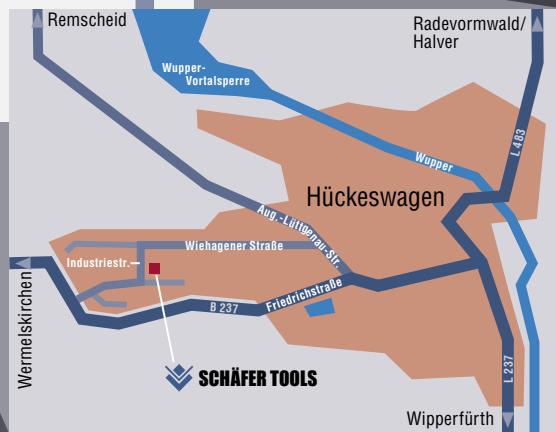 Remscheid
Radevormwald/
Halver
Wupper-
Vortalsperre
L 483
Wupper
Hückeswagen
Aug.-Lüttgenau-Str.
Wiehagener Straße
Industriestr.
Friedrichstraße
B 237
Wermelskirchen
SCHÄFER TOOLS
L 237
Wipperfürth